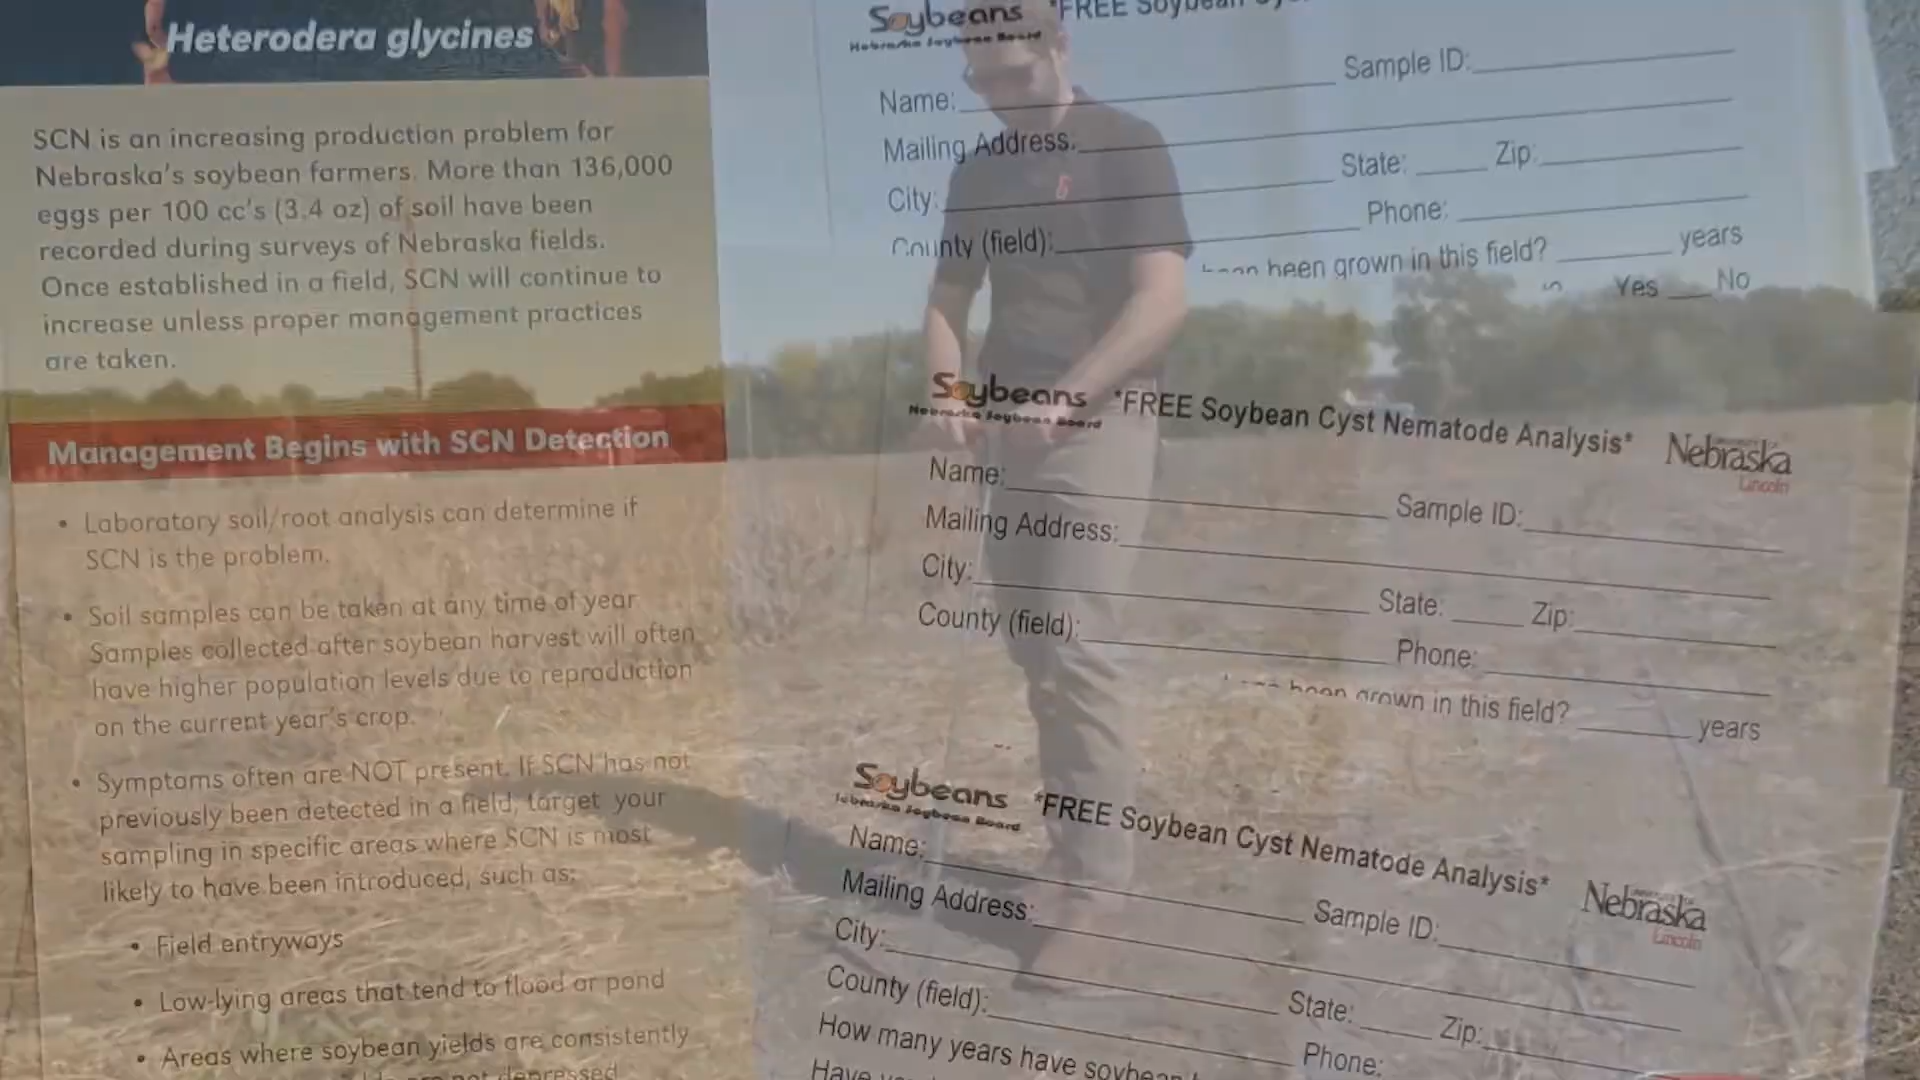 Heterodera glycines
SCN is an increasing production problem for
Nebraska's soybean farmers. More than 136,000
eggs per 100 cc's (3.4 oz) of soil have been
recorded during surveys of Nebraska fields.
Once established in a field, SCN will continue to
increase unless proper management practices
are taken.
Management Begins with SCN Detection
• Laboratory soil/root analysis can determine if
SCN is the problem.
• Soil samples can be taken at any time of year
Samples collected after soybean harvest will often
have higher population levels due to reproduction
on the current year's crop.
• Symptoms often are NOT present. If SCN has not
previously been detected in a field, target your
sampling in specific areas where SCN is most
likely to have been introduced, such as:
• Field entryways
• Low-lying areas that tend to flood or pond
• Areas where soybean yields are consistently
not depressed
Soybeans *FREE Soybean
Nebraska Soybean Board
Name: Sample ID:
Mailing Address:
City: State: Zip:
County (field): Phone:
been grown in this field? years
Yes No
Soybeans *FREE Soybean Cyst Nematode Analysis* Nebraska
Nebraska Soybean Board Lincoln
Name: Sample ID:
Mailing Address:
City: State: Zip:
County (field): Phone:
been grown in this field? years
Soybeans *FREE Soybean Cyst Nematode Analysis* Nebraska
Nebraska Soybean Board Lincoln
Name: Sample ID:
Mailing Address:
City: State: Zip:
County (field): Phone:
How many years have